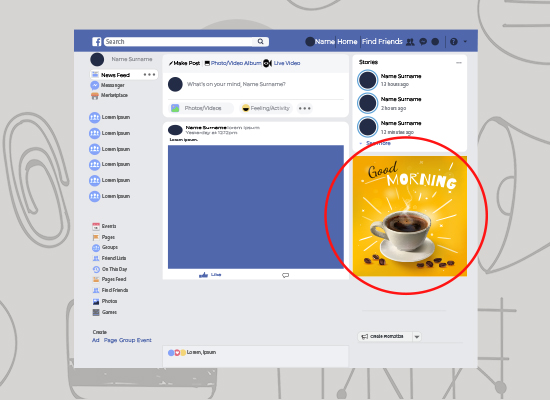 f Search
Name Home Find Friends
Name Surname
News Feed
Messenger
Marketplace
Lorem Ipsum
Lorem Ipsum
Lorem Ipsum
Lorem Ipsum
Lorem Ipsum
Lorem Ipsum
Events
Pages
Groups
Friend Lists
On This Day
Pages Feed
Find Friends
Photos
Games
Create
Ad Page Group Event
Make Post Photo/Video Album Live Video
What's on your mind, Name Surname?
Photos/Videos Feeling/Activity
Name Surname lorem ipsum.
Yesterday at 12:12pm
Lorem ipsum.
Like
Lorem, Ipsum
Stories
Name Surname
12 hours ago
Name Surname
2 hours ago
Name Surname
12 minutes ago
See more
Good
MORNING
Create Promotion